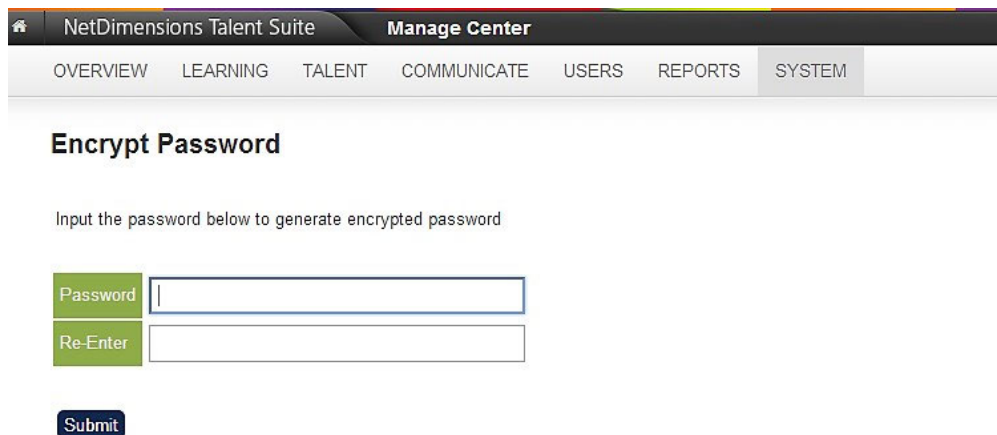 NetDimensions Talent Suite Manage Center
OVERVIEW LEARNING TALENT COMMUNICATE USERS REPORTS SYSTEM
Encrypt Password
Input the password below to generate encrypted password
Password
Re-Enter
Submit